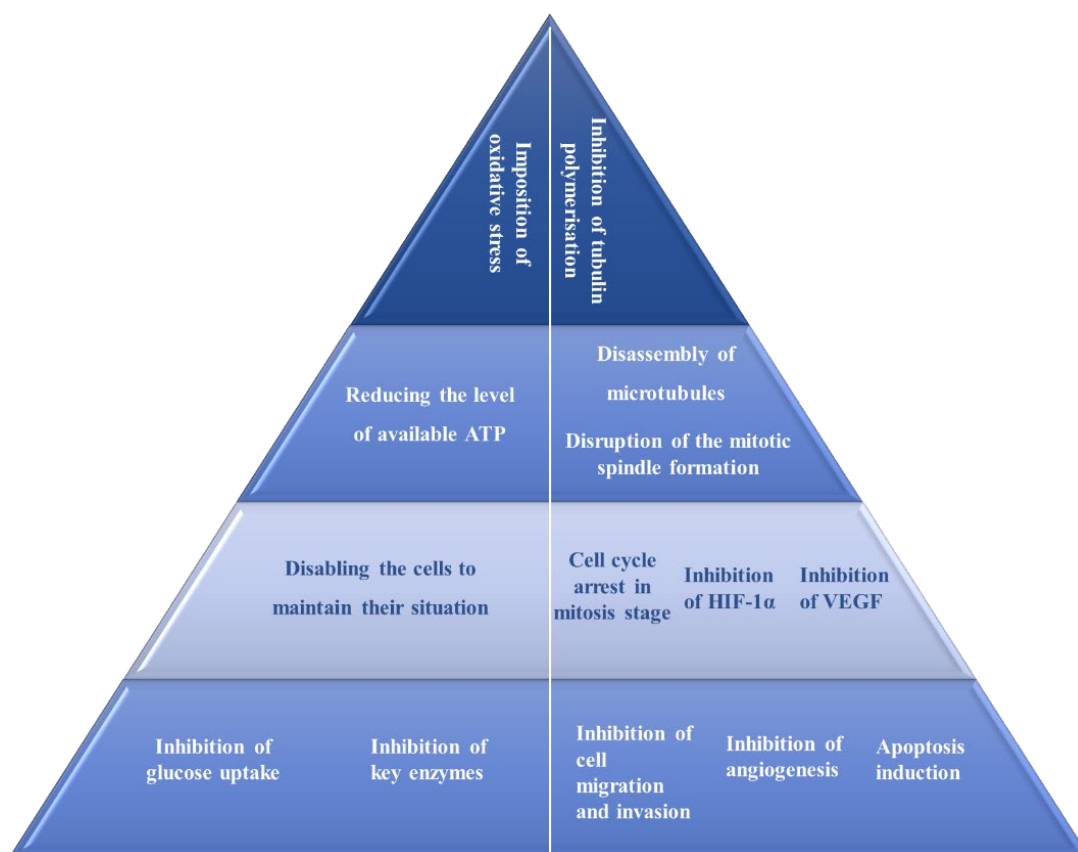 Imposition of
oxidative stress
Inhibition of tubulin
polymerisation
Reducing the level
of available ATP
Disassembly of
microtubules
Disruption of the mitotic
spindle formation
Disabling the cells to
maintain their situation
Cell cycle
arrest in
mitosis stage
Inhibition
of HIF-1α
Inhibition
of VEGF
Inhibition of
glucose uptake
Inhibition of
key enzymes
Inhibition of
cell
migration
and invasion
Inhibition of
angiogenesis
Apoptosis
induction